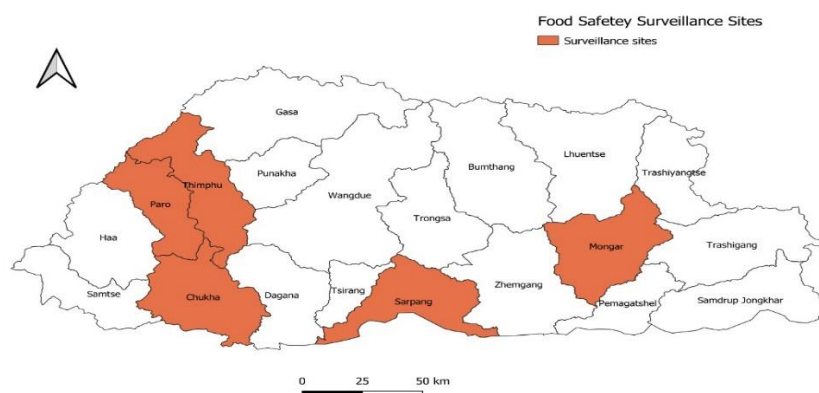 Food Safetey Surveillance Sites
Surveillance sites
Gasa
Lhuentse
Bumthang
Trashiyangtse
Punakha
Thimphu
Wangdue
Paro
Trongsa
Haa
Mongar
Trashigang
Samtse
Chukha
Dagana
Tsirang
Sarpang
Zhemgang
Pemagatshel
Samdrup Jongkhar
0 25 50 km